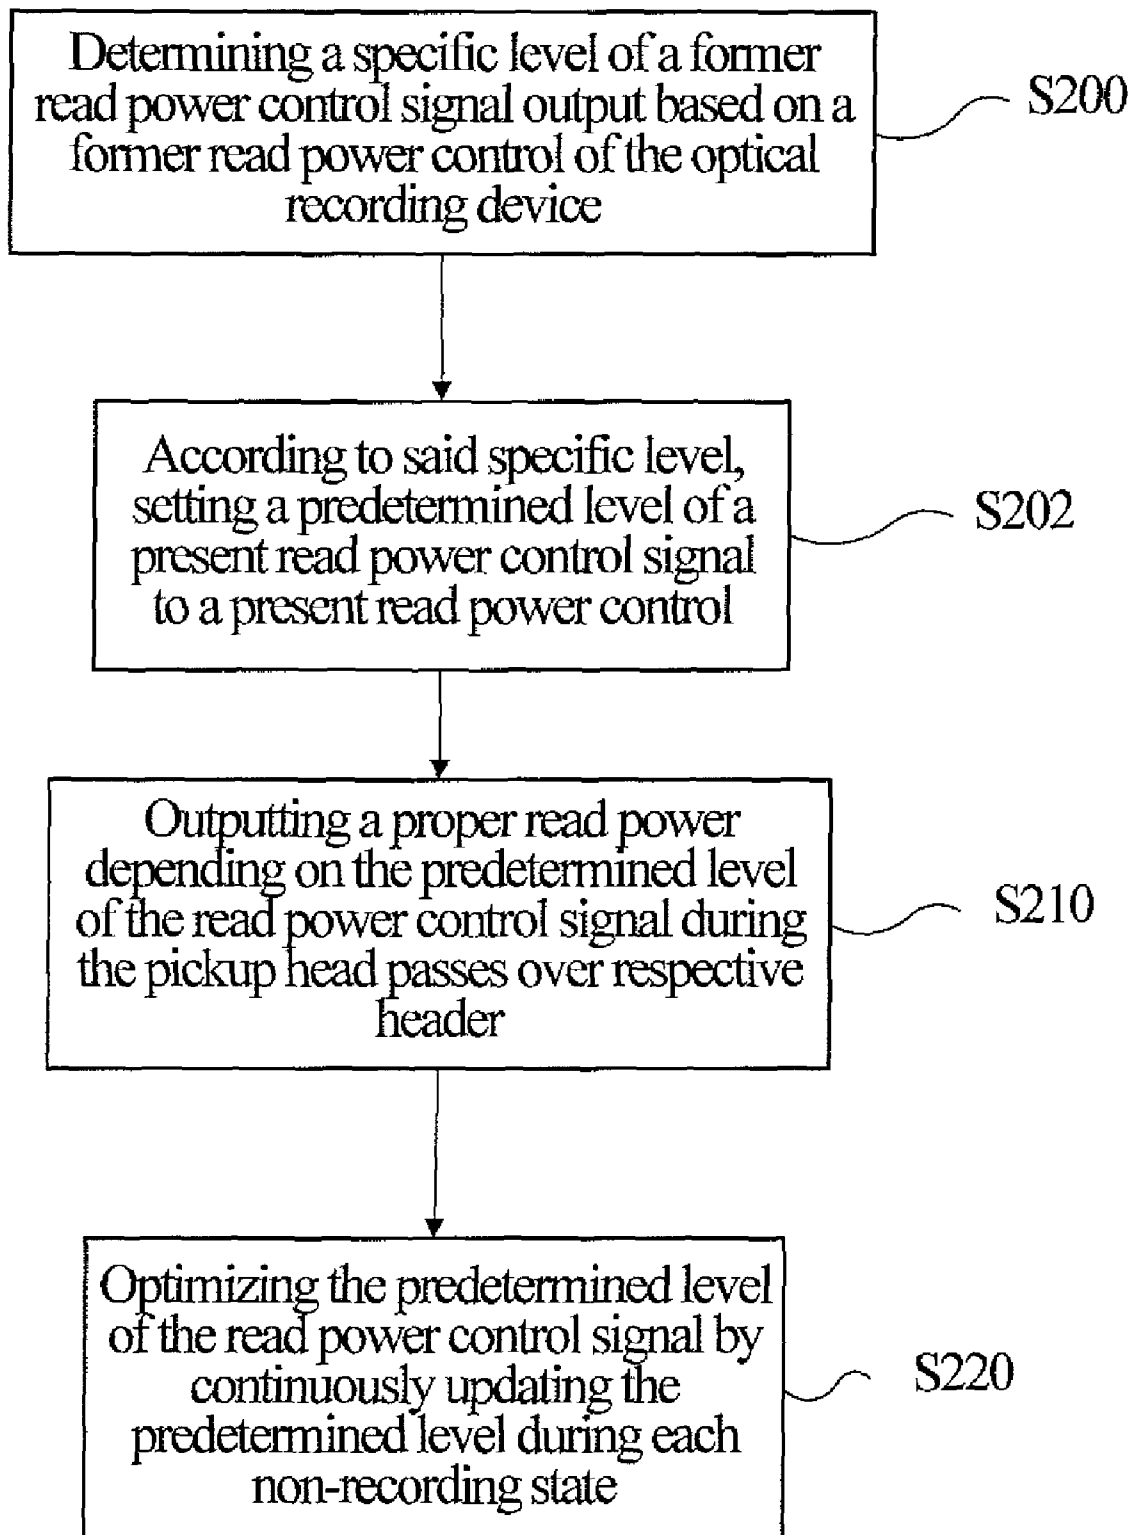 Determining a specific level of a former
read power control signal output based on a
former read power control of the optical
recording device
S200
According to said specific level,
setting a predetermined level of a
present read power control signal
to a present read power control
S202
Outputting a proper read power
depending on the predetermined level
of the read power control signal during
the pickup head passes over respective
header
S210
Optimizing the predetermined level
of the read power control signal by
continuously updating the
predetermined level during each
non-recording state
S220